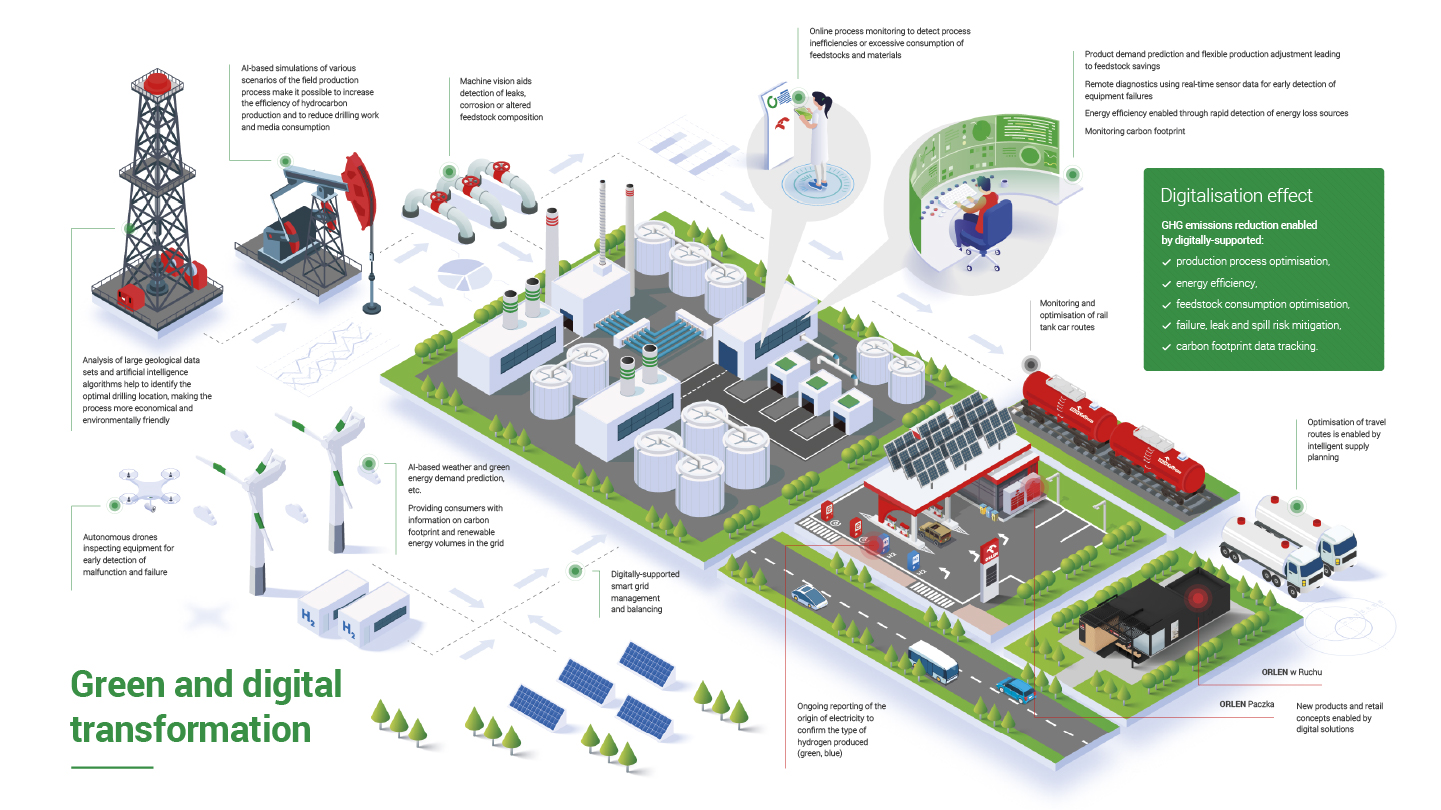 Online process monitoring to detect process
inefficiencies or excessive consumption of
feedstocks and materials
Product demand prediction and flexible production adjustment leading
to feedstock savings
Remote diagnostics using real-time sensor data for early detection of
equipment failures
Energy efficiency enabled through rapid detection of energy loss sources
Monitoring carbon footprint
AI-based simulations of various
scenarios of the field production
process make it possible to increase
the efficiency of hydrocarbon
production and to reduce drilling work
and media consumption
Machine vision aids
detection of leaks,
corrosion or altered
feedstock composition
Digitalisation effect
GHG emissions reduction enabled
by digitally-supported:
production process optimisation,
energy efficiency,
feedstock consumption optimisation,
failure, leak and spill risk mitigation,
carbon footprint data tracking.
Monitoring and
optimisation of rail
tank car routes
Analysis of large geological data
sets and artificial intelligence
algorithms help to identify the
optimal drilling location, making the
process more economical and
environmentally friendly
Optimisation of travel
routes is enabled by
intelligent supply
planning
AI-based weather and green
energy demand prediction,
etc.
Providing consumers with
information on carbon
footprint and renewable
energy volumes in the grid
Autonomous drones
inspecting equipment for
early detection of
malfunction and failure
Digitally-supported
smart grid
management
and balancing
H2
H2
ORLEN
ORLEN w Ruchu
ORLEN Paczka
New products and retail
concepts enabled by
digital solutions
Ongoing reporting of the
origin of electricity to
confirm the type of
hydrogen produced
(green, blue)
Green and digital
transformation